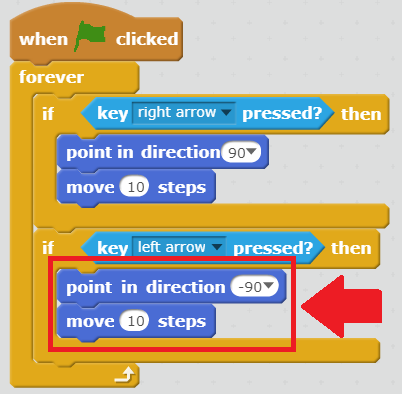 when clicked
forever
if key right arrow pressed? then
point in direction 90
move 10 steps
if key left arrow pressed? then
point in direction -90
move 10 steps